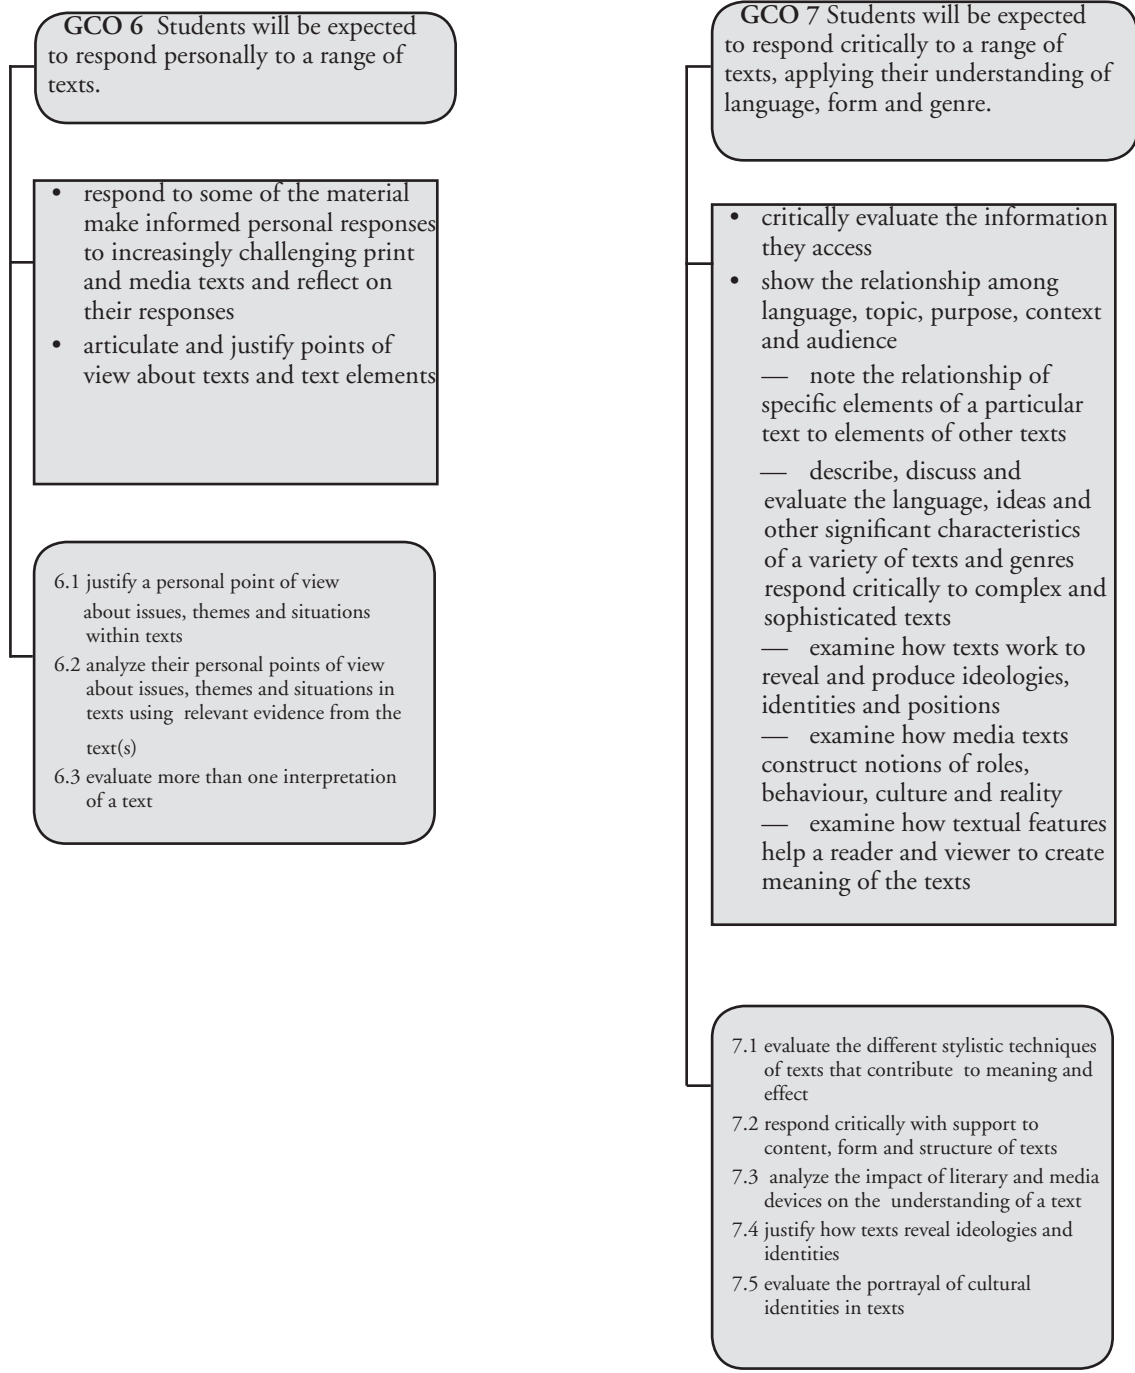 GCO 6 Students will be expected
to respond personally to a range of
texts.
• respond to some of the material
make informed personal responses
to increasingly challenging print
and media texts and reflect on
their responses
• articulate and justify points of
view about texts and text elements
6.1 justify a personal point of view
about issues, themes and situations
within texts
6.2 analyze their personal points of view
about issues, themes and situations in
texts using relevant evidence from the
text(s)
6.3 evaluate more than one interpretation
of a text
GCO 7 Students will be expected
to respond critically to a range of
texts, applying their understanding of
language, form and genre.
• critically evaluate the information
they access
• show the relationship among
language, topic, purpose, context
and audience
— note the relationship of
specific elements of a particular
text to elements of other texts
— describe, discuss and
evaluate the language, ideas and
other significant characteristics
of a variety of texts and genres
respond critically to complex and
sophisticated texts
— examine how texts work to
reveal and produce ideologies,
identities and positions
— examine how media texts
construct notions of roles,
behaviour, culture and reality
— examine how textual features
help a reader and viewer to create
meaning of the texts
7.1 evaluate the different stylistic techniques
of texts that contribute to meaning and
effect
7.2 respond critically with support to
content, form and structure of texts
7.3 analyze the impact of literary and media
devices on the understanding of a text
7.4 justify how texts reveal ideologies and
identities
7.5 evaluate the portrayal of cultural
identities in texts